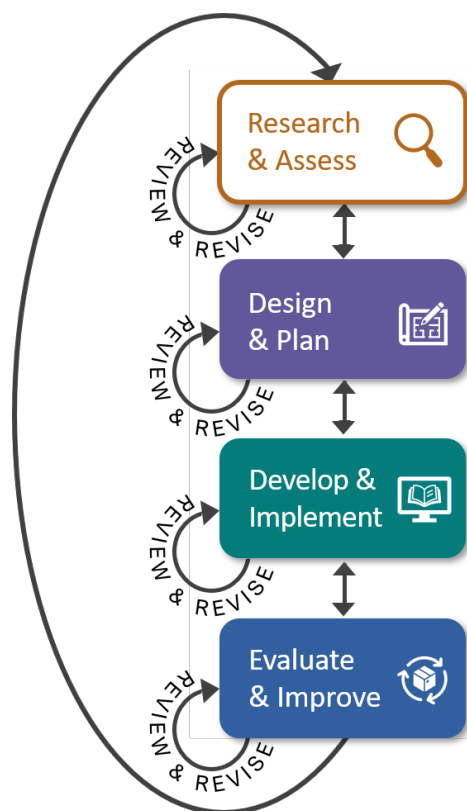 Research
& Assess
REVIEW & REVISE
Design
& Plan
REVIEW & REVISE
Develop &
Implement
REVIEW & REVISE
Evaluate
& Improve
REVIEW & REVISE